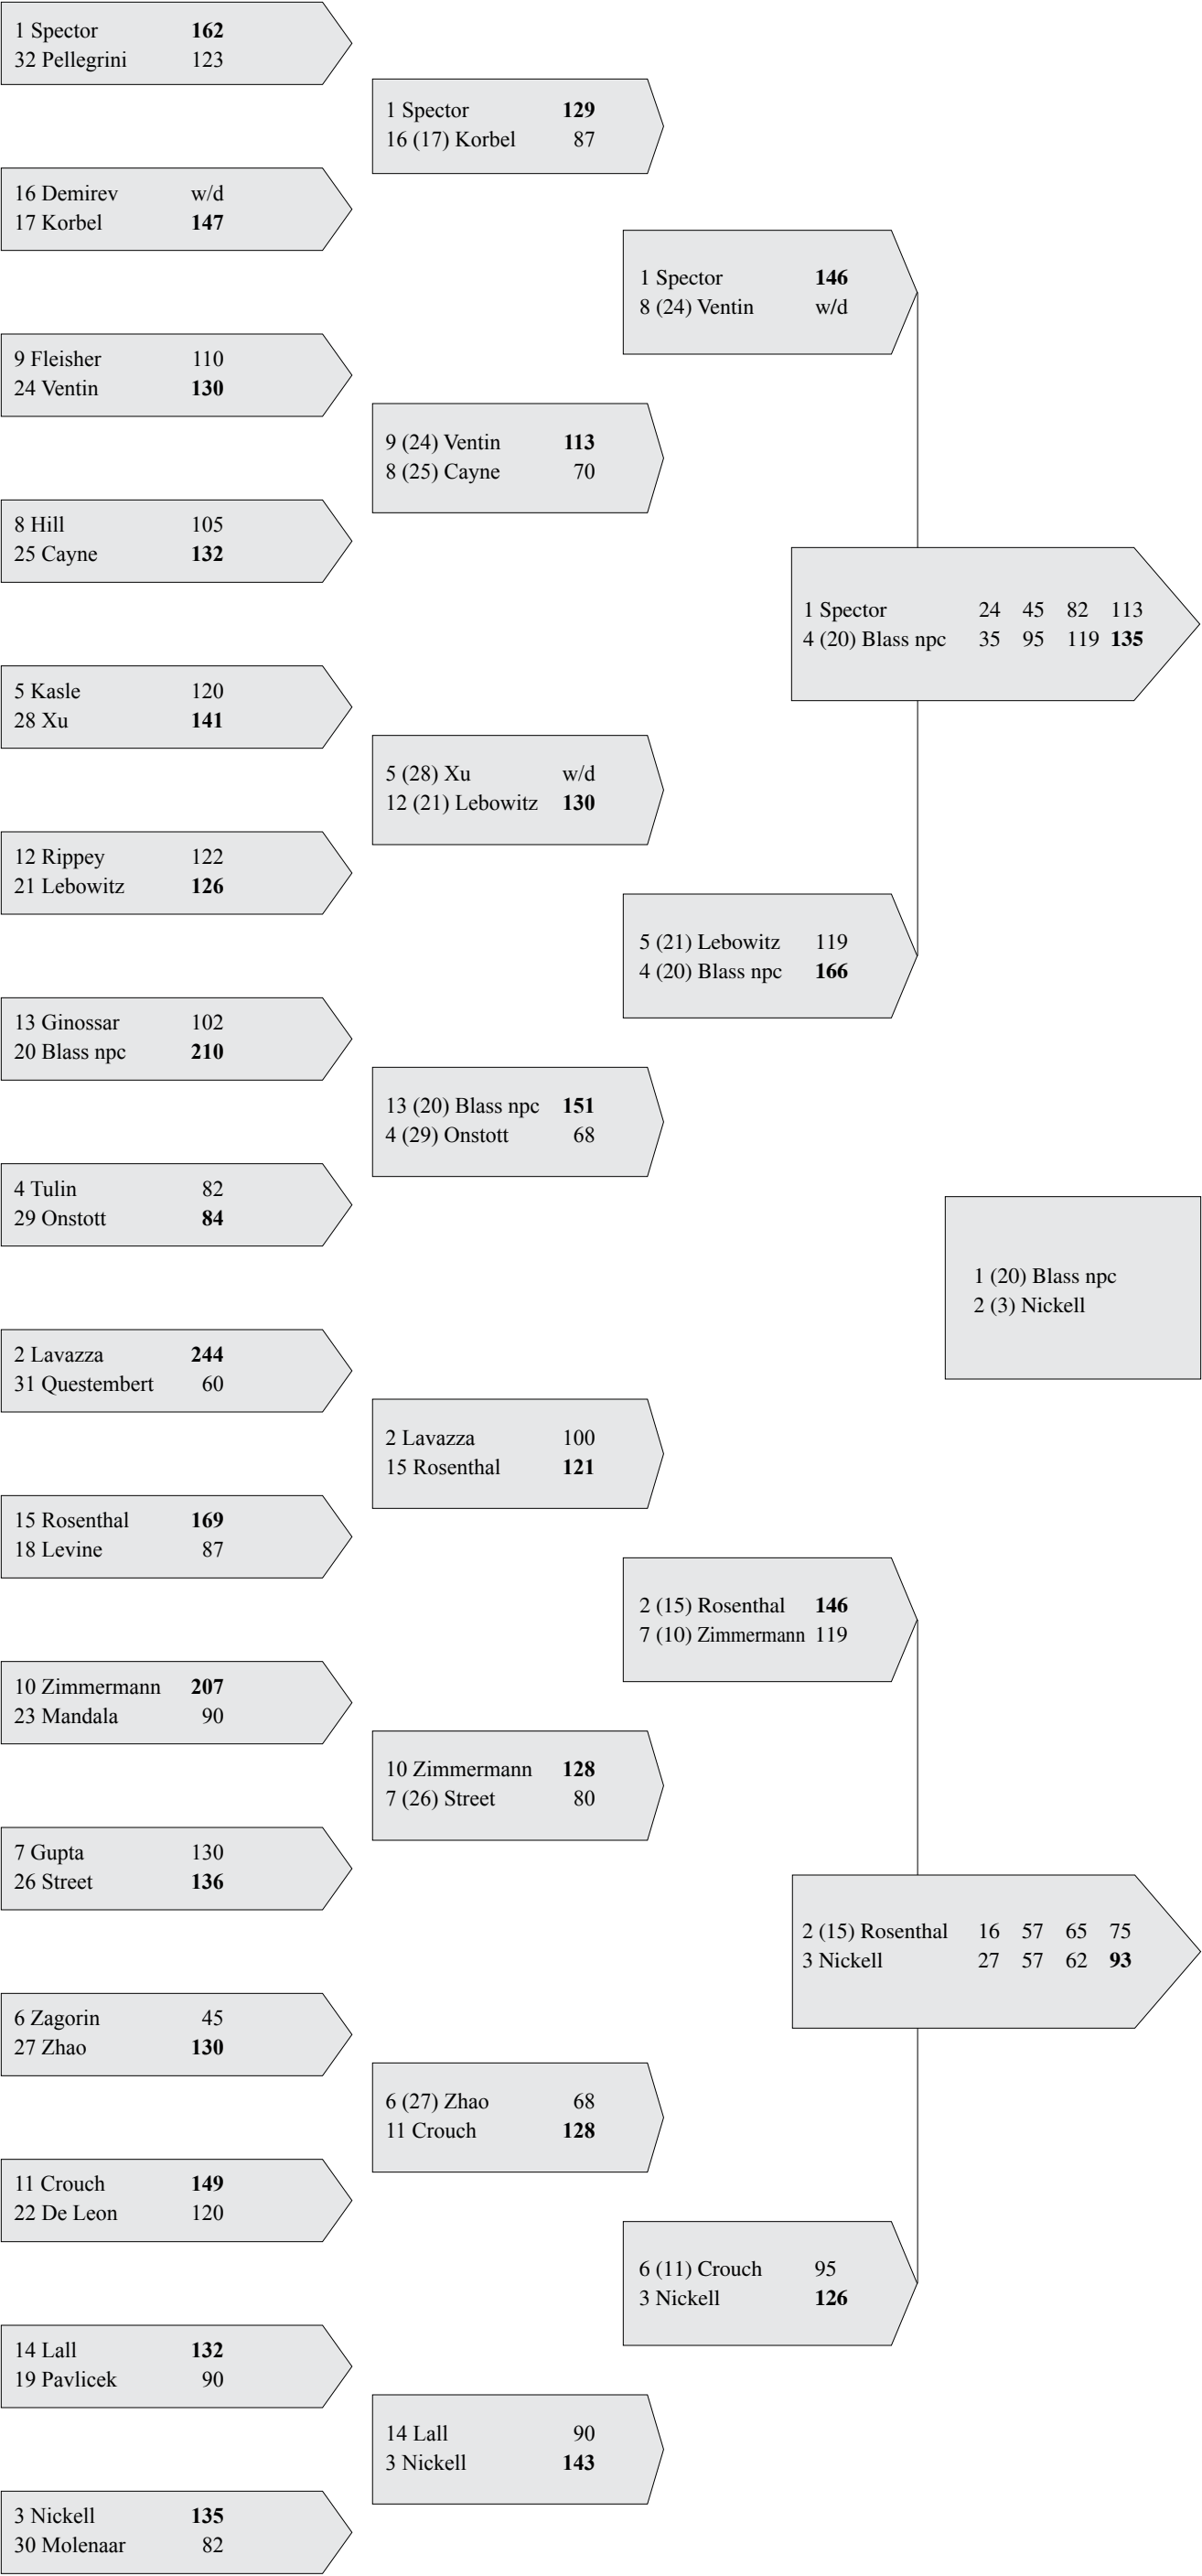 1 Spector 162
32 Pellegrini 123
16 Demirev w/d
17 Korbel 147
9 Fleisher 110
24 Ventin 130
8 Hill 105
25 Cayne 132
5 Kasle 120
28 Xu 141
12 Rippey 122
21 Lebowitz 126
13 Ginossar 102
20 Blass npc 210
4 Tulin 82
29 Onstott 84
2 Lavazza 244
31 Questembert 60
15 Rosenthal 169
18 Levine 87
10 Zimmermann 207
23 Mandala 90
7 Gupta 130
26 Street 136
6 Zagorin 45
27 Zhao 130
11 Crouch 149
22 De Leon 120
14 Lall 132
19 Pavlicek 90
3 Nickell 135
30 Molenaar 82
1 Spector 129
16 (17) Korbel 87
9 (24) Ventin 113
8 (25) Cayne 70
5 (28) Xu w/d
12 (21) Lebowitz 130
13 (20) Blass npc 151
4 (29) Onstott 68
2 Lavazza 100
15 Rosenthal 121
10 Zimmermann 128
7 (26) Street 80
6 (27) Zhao 68
11 Crouch 128
14 Lall 90
3 Nickell 143
1 Spector 146
8 (24) Ventin w/d
5 (21) Lebowitz 119
4 (20) Blass npc 166
2 (15) Rosenthal 146
7 (10) Zimmermann 119
6 (11) Crouch 95
3 Nickell 126
1 Spector 24 45 82 113
4 (20) Blass npc 35 95 119 135
2 (15) Rosenthal 16 57 65 75
3 Nickell 27 57 62 93
1 (20) Blass npc
2 (3) Nickell